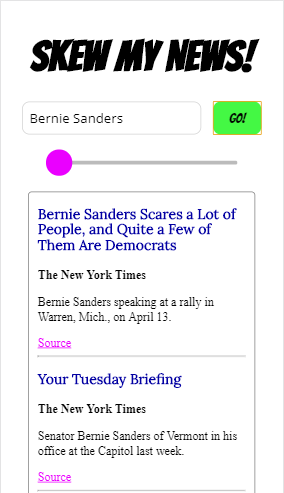 SKEW MY NEWS!
Bernie Sanders
GO!
Bernie Sanders Scares a Lot of
People, and Quite a Few of
Them Are Democrats
The New York Times
Bernie Sanders speaking at a rally in
Warren, Mich., on April 13.
Source
Your Tuesday Briefing
The New York Times
Senator Bernie Sanders of Vermont in his
office at the Capitol last week.
Source